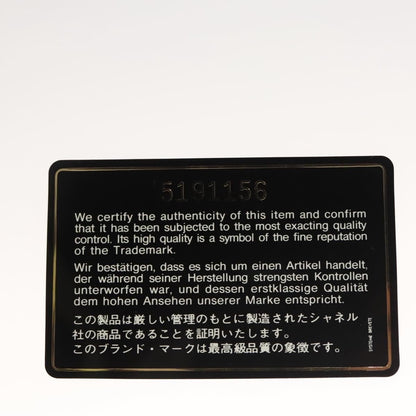 5191156
We certify the authenticity of this item and confirm
that it has been subjected to the most exacting quality
control. Its high quality is a symbol of the fine reputation
of the Trademark.
Wir bestätigen, dass es sich um einen Artikel handelt,
der während seiner Herstellung strengsten Kontrollen
unterworfen war, und dessen erstklassige Qualität
dem hohen Ansehen unserer Marke entspricht.
この製品は厳しい管理のもとに製造されたシャネル
社の商品であることを証明いたします。
このブランド・マークは最高級品質の象徴です。